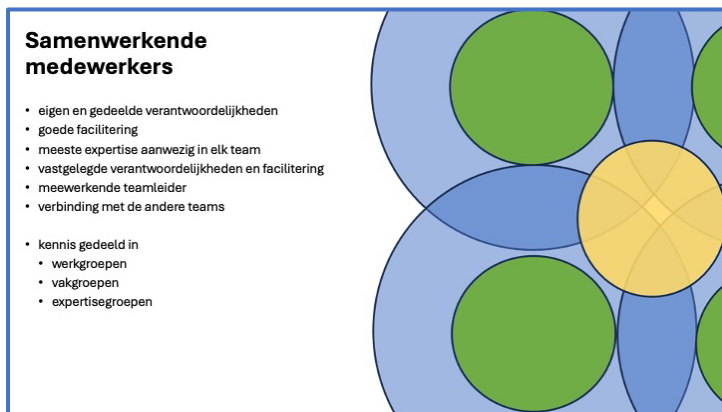 Samenwerkende
medewerkers
• eigen en gedeelde verantwoordelijkheden
• goede facilitering
• meeste expertise aanwezig in elk team
• vastgelegde verantwoordelijkheden en facilitering
• meewerkende teamleider
• verbinding met de andere teams
• kennis gedeeld in
• werkgroepen
• vakgroepen
• expertisegroepen